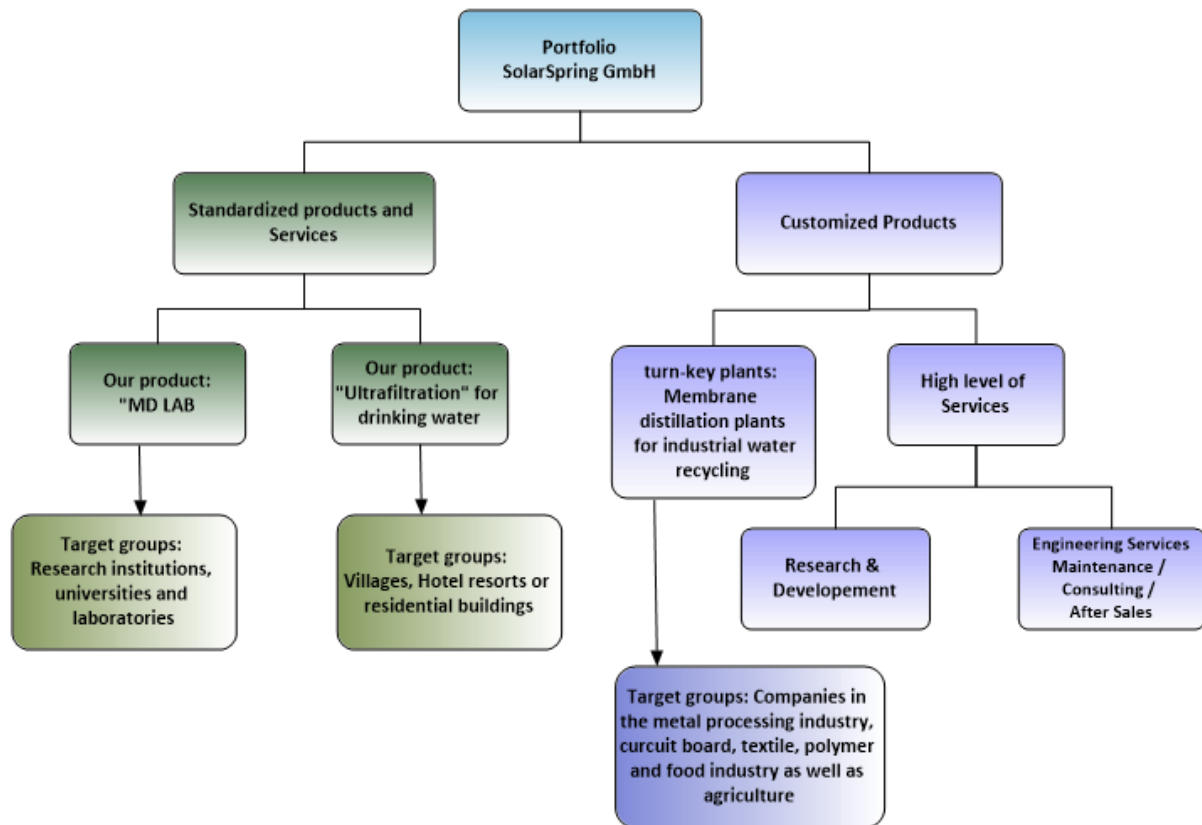 Portfolio
SolarSpring GmbH
Standardized products and
Services
Customized Products
Our product:
"MD LAB
Our product:
"Ultrafiltration" for
drinking water
turn-key plants:
Membrane
distillation plants
for industrial water
recycling
High level of
Services
Target groups:
Research institutions,
universities and
laboratories
Target groups:
Villages, Hotel resorts or
residential buildings
Research &
Developement
Engineering Services
Maintenance /
Consulting /
After Sales
Target groups: Companies in
the metal processing industry,
curcuit board, textile, polymer
and food industry as well as
agriculture